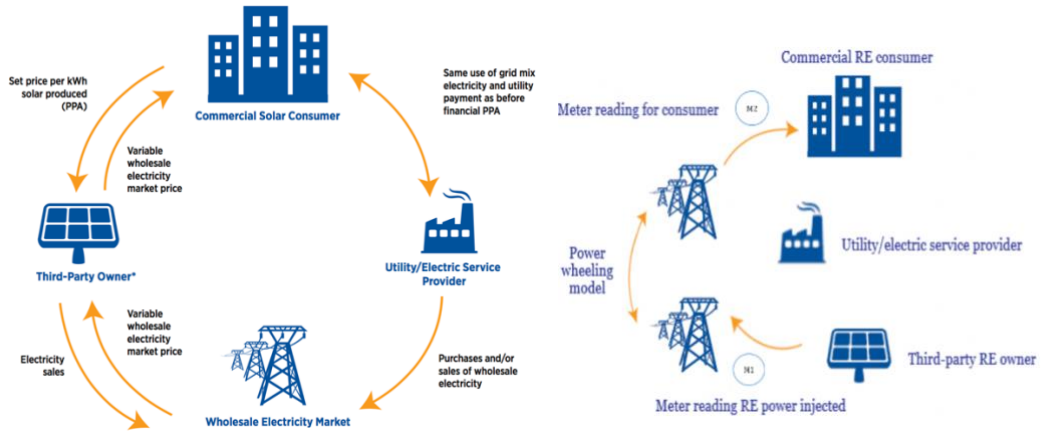 Set price per kWh
solar produced
(PPA)
Commercial Solar Consumer
Same use of grid mix
electricity and utility
payment as before
financial PPA
Variable
wholesale
electricity
market price
Third-Party Owner*
Utility/Electric Service
Provider
Variable
wholesale
electricity
market price
Electricity
sales
Purchases and/or
sales of wholesale
electricity
Wholesale Electricity Market
Commercial RE consumer
Meter reading for consumer
M2
Utility/electric service provider
Power
wheeling
model
Third-party RE owner
M1
Meter reading RE power injected